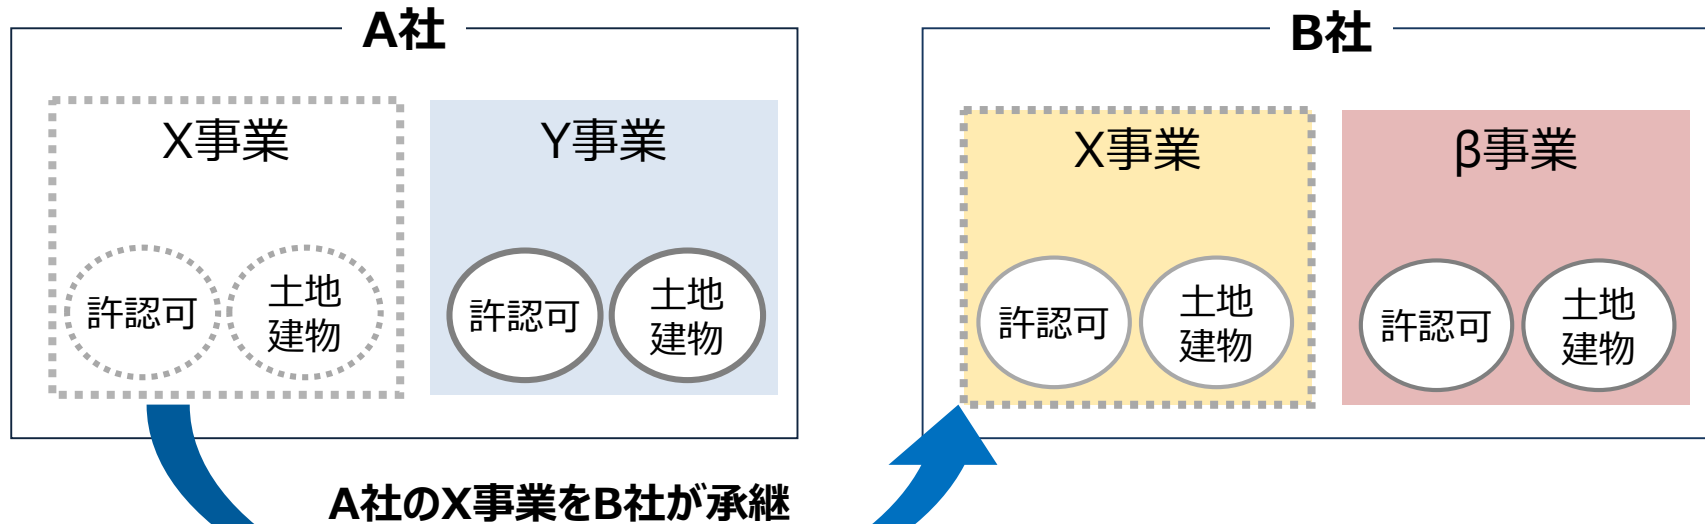 A社
X事業
許認可
土地
建物
Y事業
許認可
土地
建物
B社
X事業
許認可
土地
建物
β事業
許認可
土地
建物
A社のX事業をB社が承継